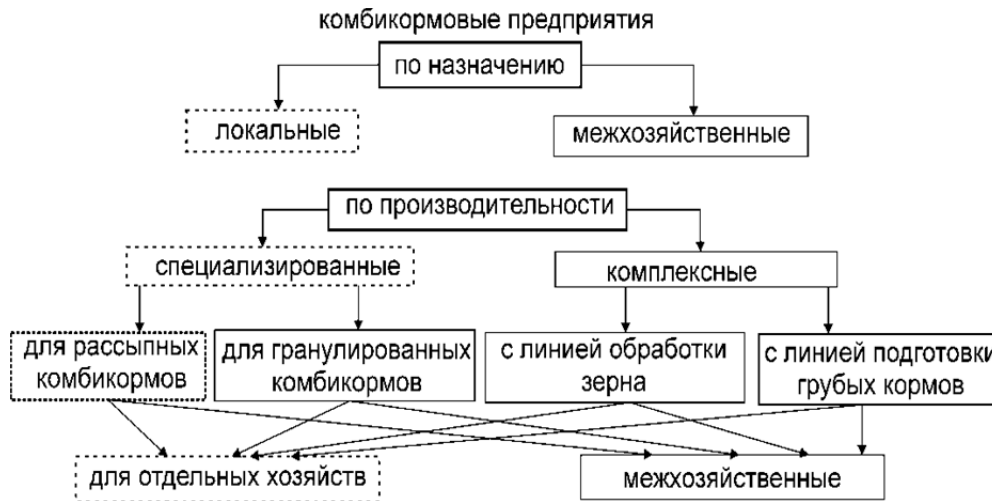 комбикормовые предприятия
по назначению
локальные
межхозяйственные
по производительности
специализированные
комплексные
для рассыпных
комбикормов
для гранулированных
комбикормов
с линией обработки
зерна
с линией подготовки
грубых кормов
для отдельных хозяйств
межхозяйственные